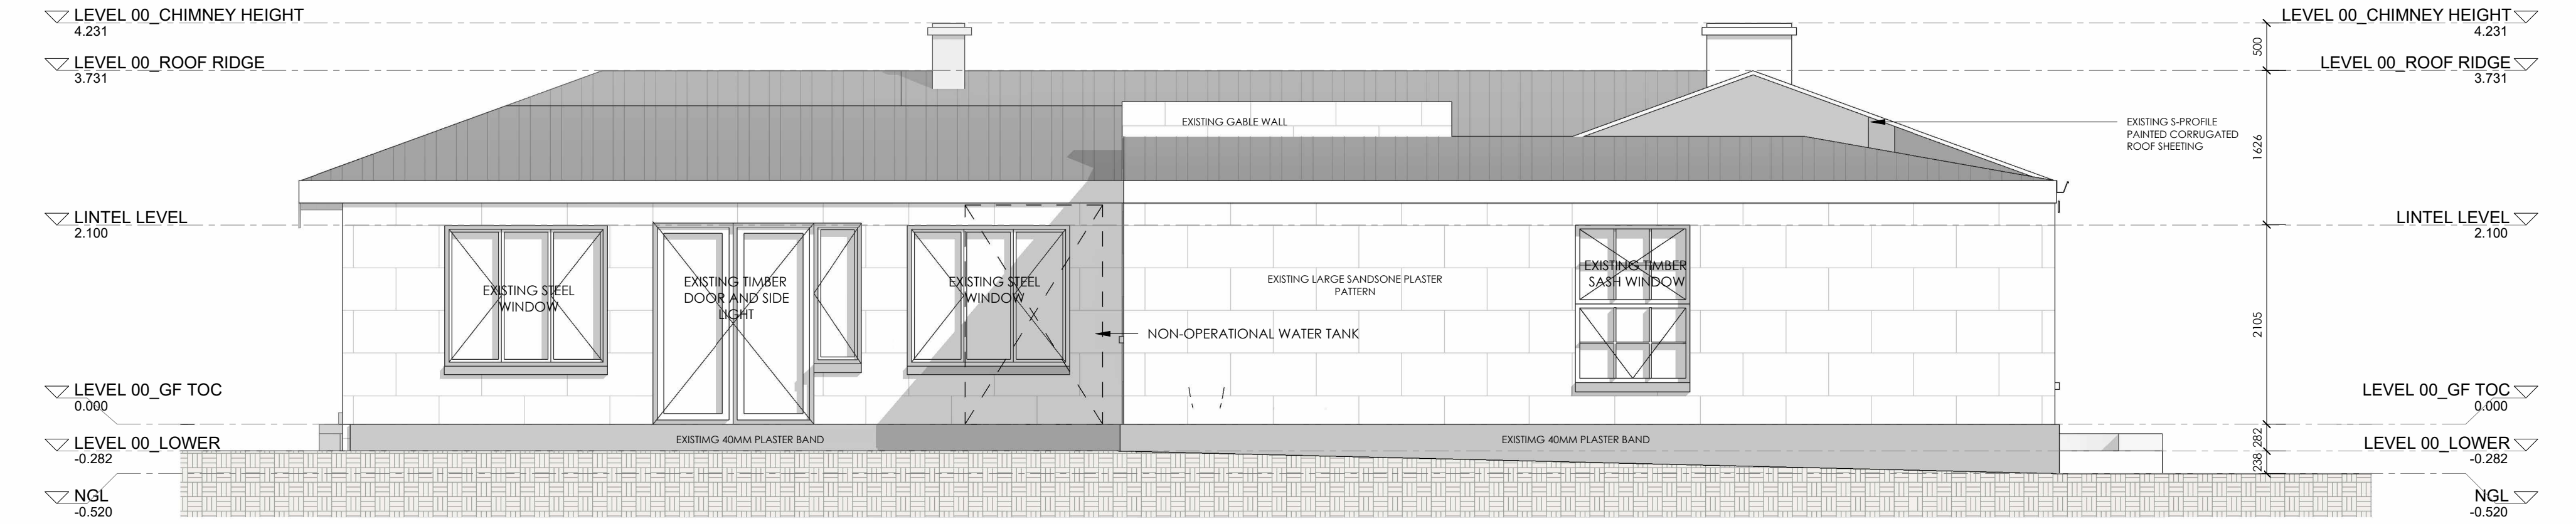 LEVEL 00_CHIMNEY HEIGHT
4.231
LEVEL 00_ROOF RIDGE
3.731
LINTEL LEVEL
2.100
LEVEL 00_GF TOC
0.000
LEVEL 00_LOWER
-0.282
NGL
-0.520
EXISTING GABLE WALL
EXISTING STEEL
WINDOW
EXISTING TIMBER
DOOR AND SIDE
LIGHT
EXISTING STEEL
WINDOW
NON-OPERATIONAL WATER TANK
EXISTING LARGE SANDSONE PLASTER
PATTERN
EXISTING TIMBER
SASH WINDOW
EXISTIMG 40MM PLASTER BAND
EXISTIMG 40MM PLASTER BAND
EXISTING S-PROFILE
PAINTED CORRUGATED
ROOF SHEETING
500
1626
2105
282
238
LEVEL 00_CHIMNEY HEIGHT
4.231
LEVEL 00_ROOF RIDGE
3.731
LINTEL LEVEL
2.100
LEVEL 00_GF TOC
0.000
LEVEL 00_LOWER
-0.282
NGL
-0.520